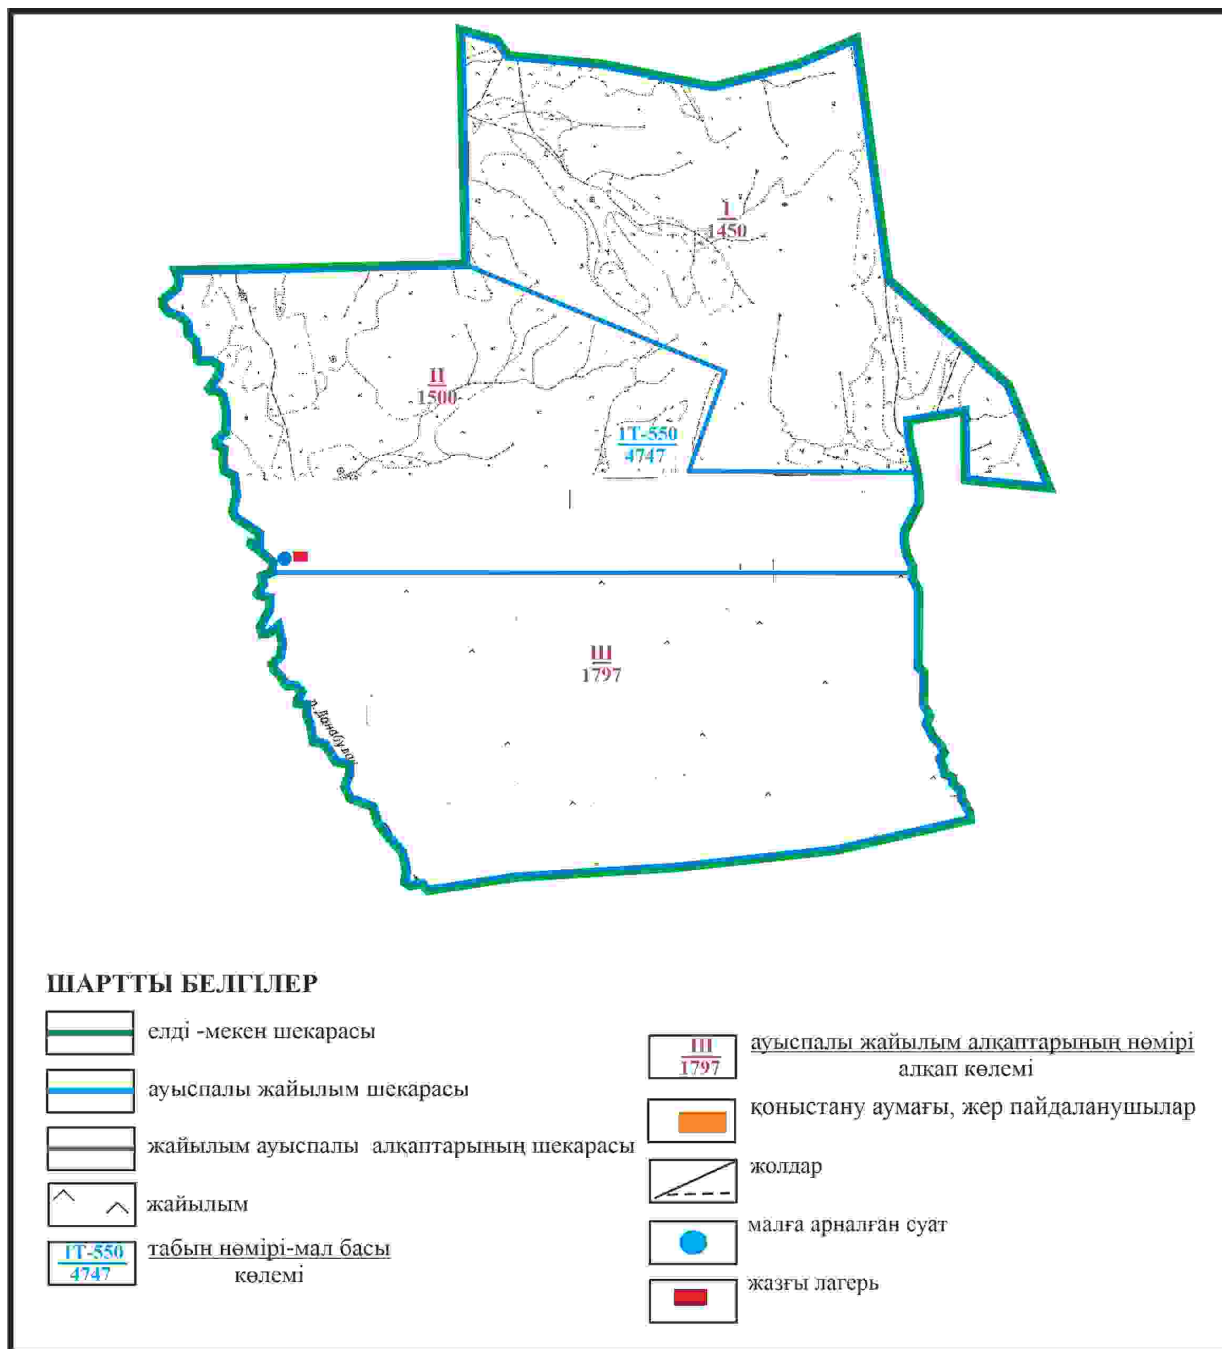 I
1450
II
1500
1Т-550
4747
III
1797
ШАРТТЫ БЕЛГІЛЕР
елді -мекен шекарасы
ауыспалы жайылым шекарасы
жайылым ауыспалы алқаптарының шекарасы
жайылым
1Т-550
4747
табын нөмірі-мал басы
көлемі
III
1797
ауыспалы жайылым алқаптарының нөмірі
алқап көлемі
қоныстану аумағы, жер пайдаланушылар
жолдар
малға арналған суат
жазғы лагерь